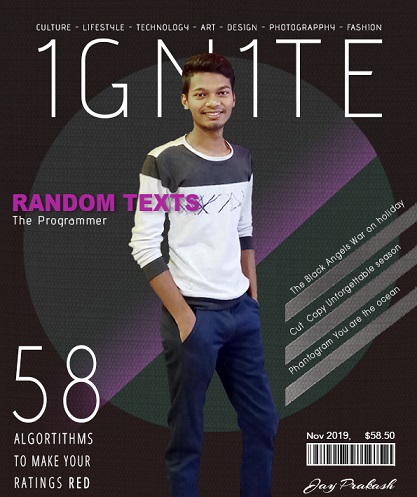 CULTURE - LIFESTYLE - TECHNOLOGY - ART - DESIGN - PHOTOGRAPPHY - FASHION
1GN1TE
RANDOM TEXTS
The Programmer
The Black Angels War on holiday
Cut Copy Unforgettable season
Phantogram You are the ocean
58
ALGORTITHMS
TO MAKE YOUR
RATINGS RED
Nov 2019, $58.50
Jay Prakash